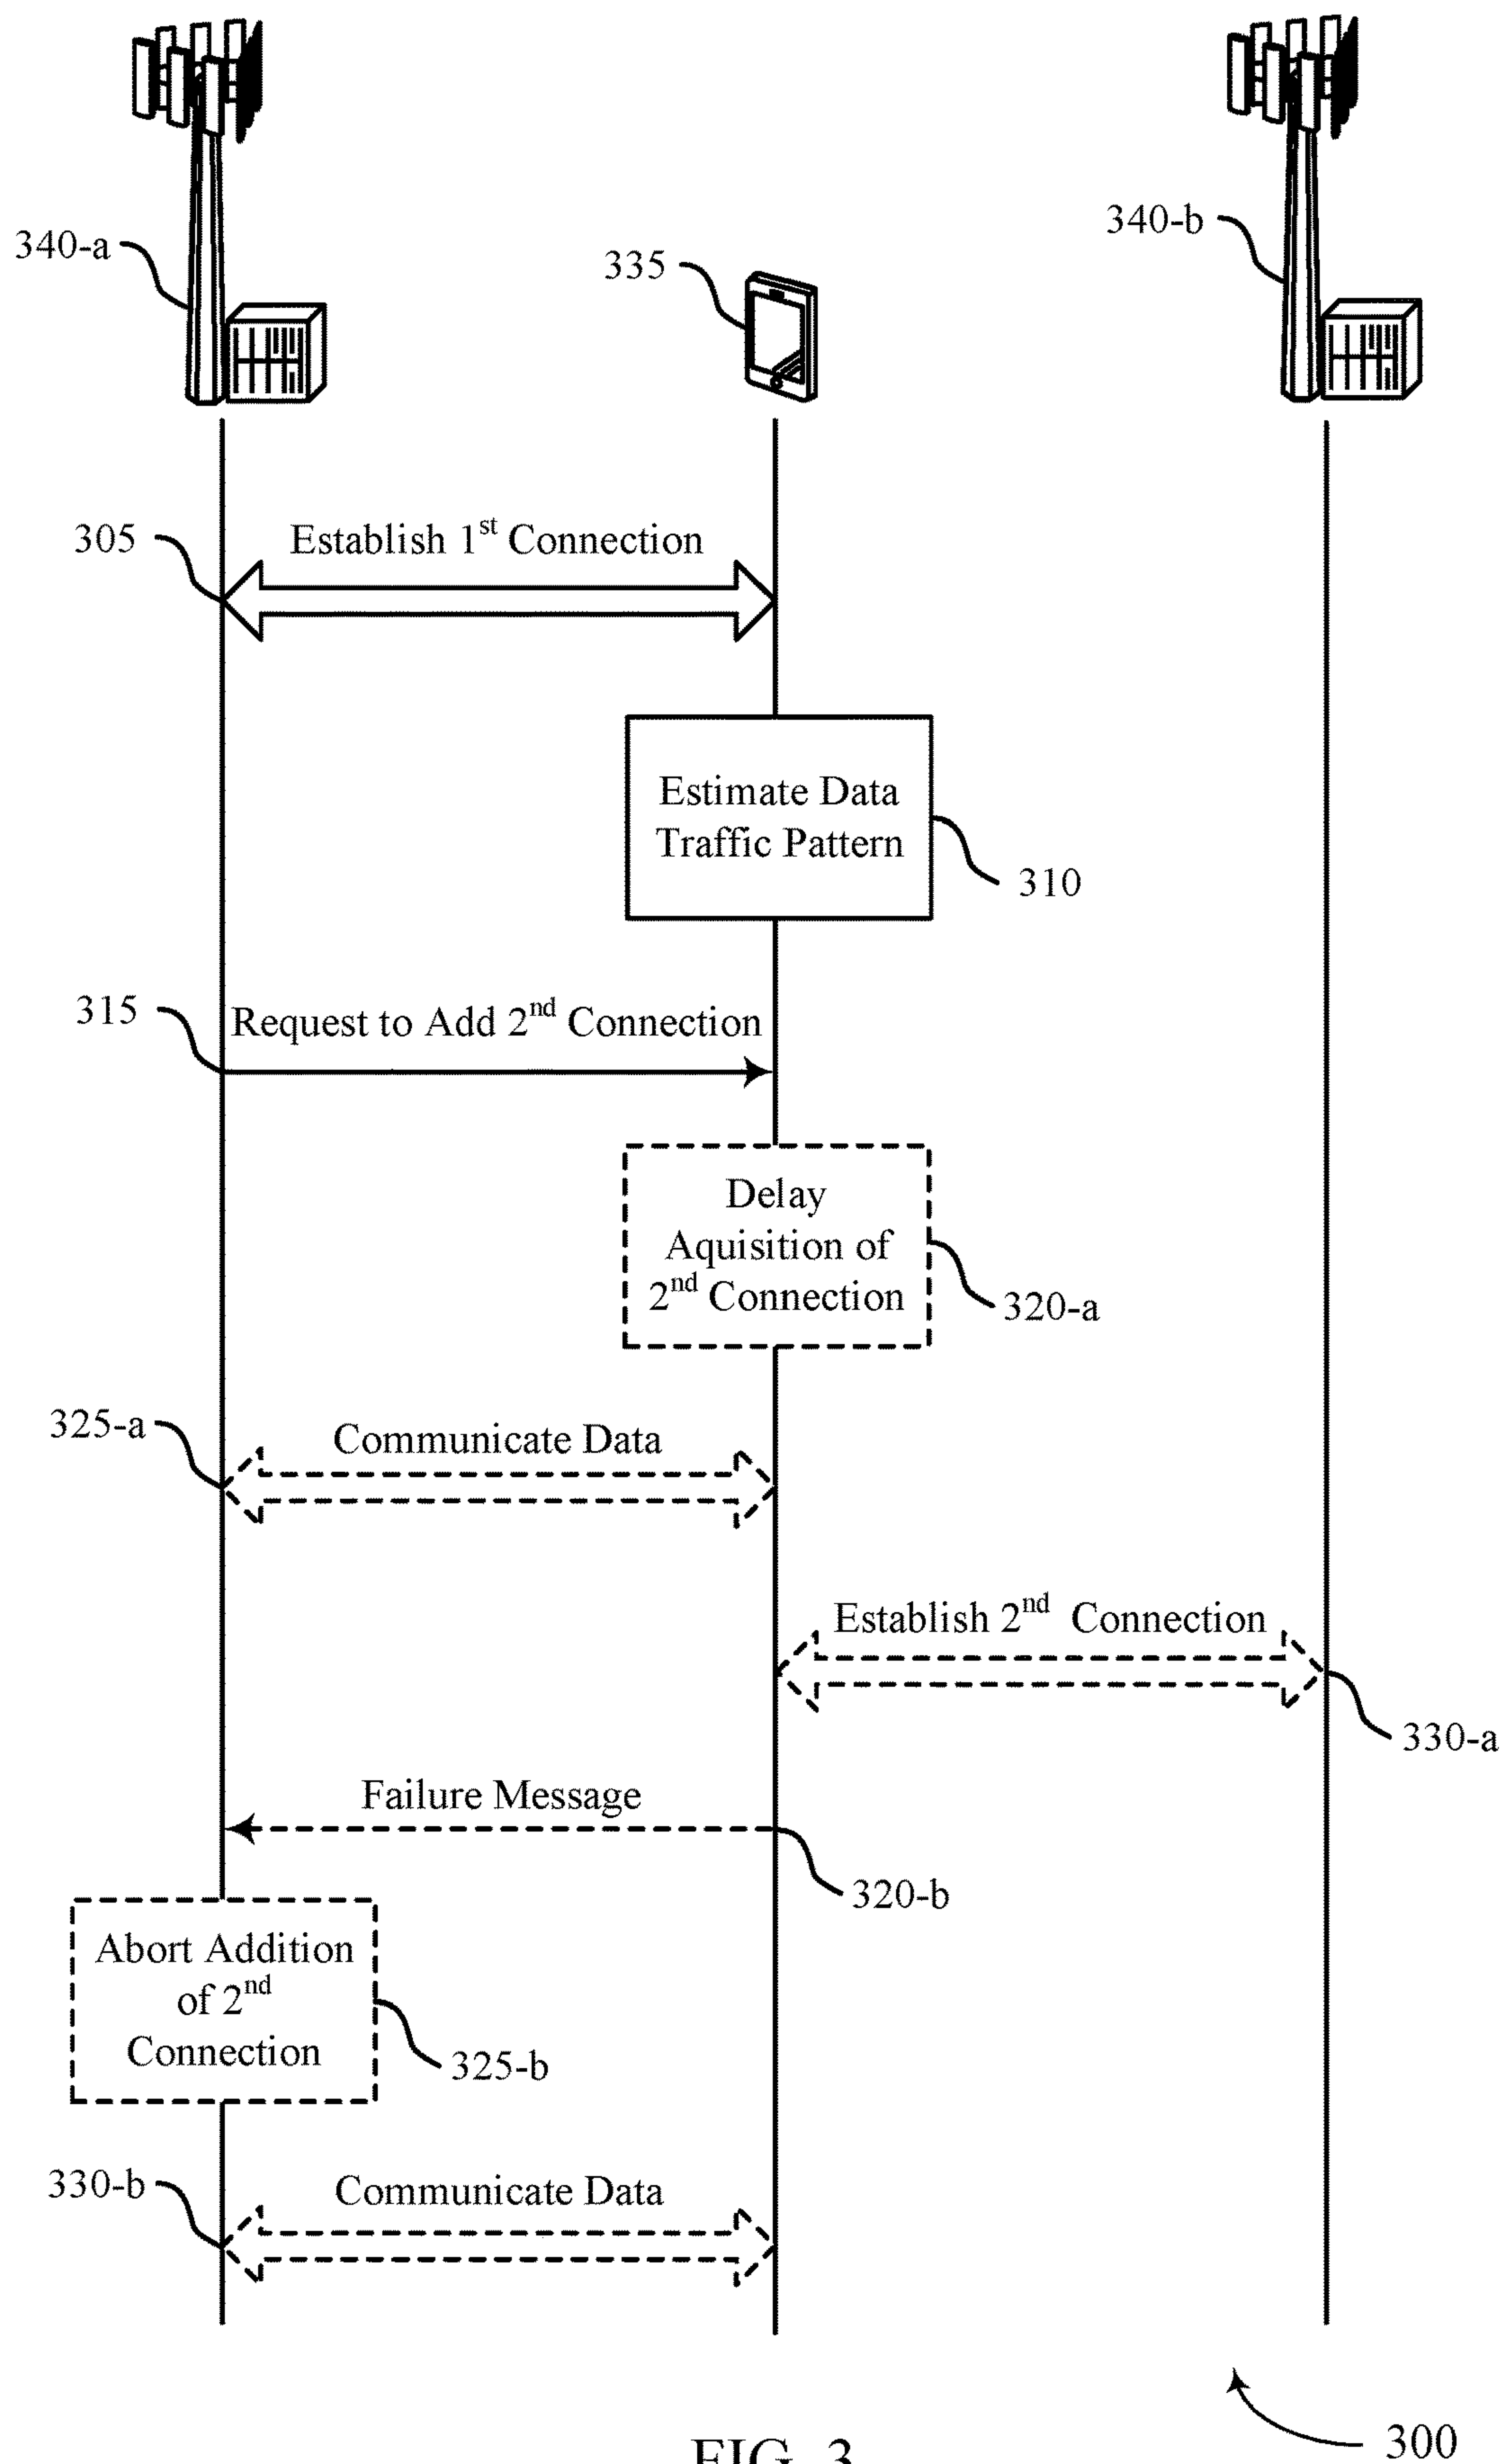 340-a
335
340-b
305
Establish 1st Connection
Estimate Data
Traffic Pattern
310
315
Request to Add 2nd Connection
Delay
Aquisition of
2nd Connection
320-a
325-a
Communicate Data
Establish 2nd Connection
330-a
Failure Message
320-b
Abort Addition
of 2nd
Connection
325-b
330-b
Communicate Data
300
FIG. 3